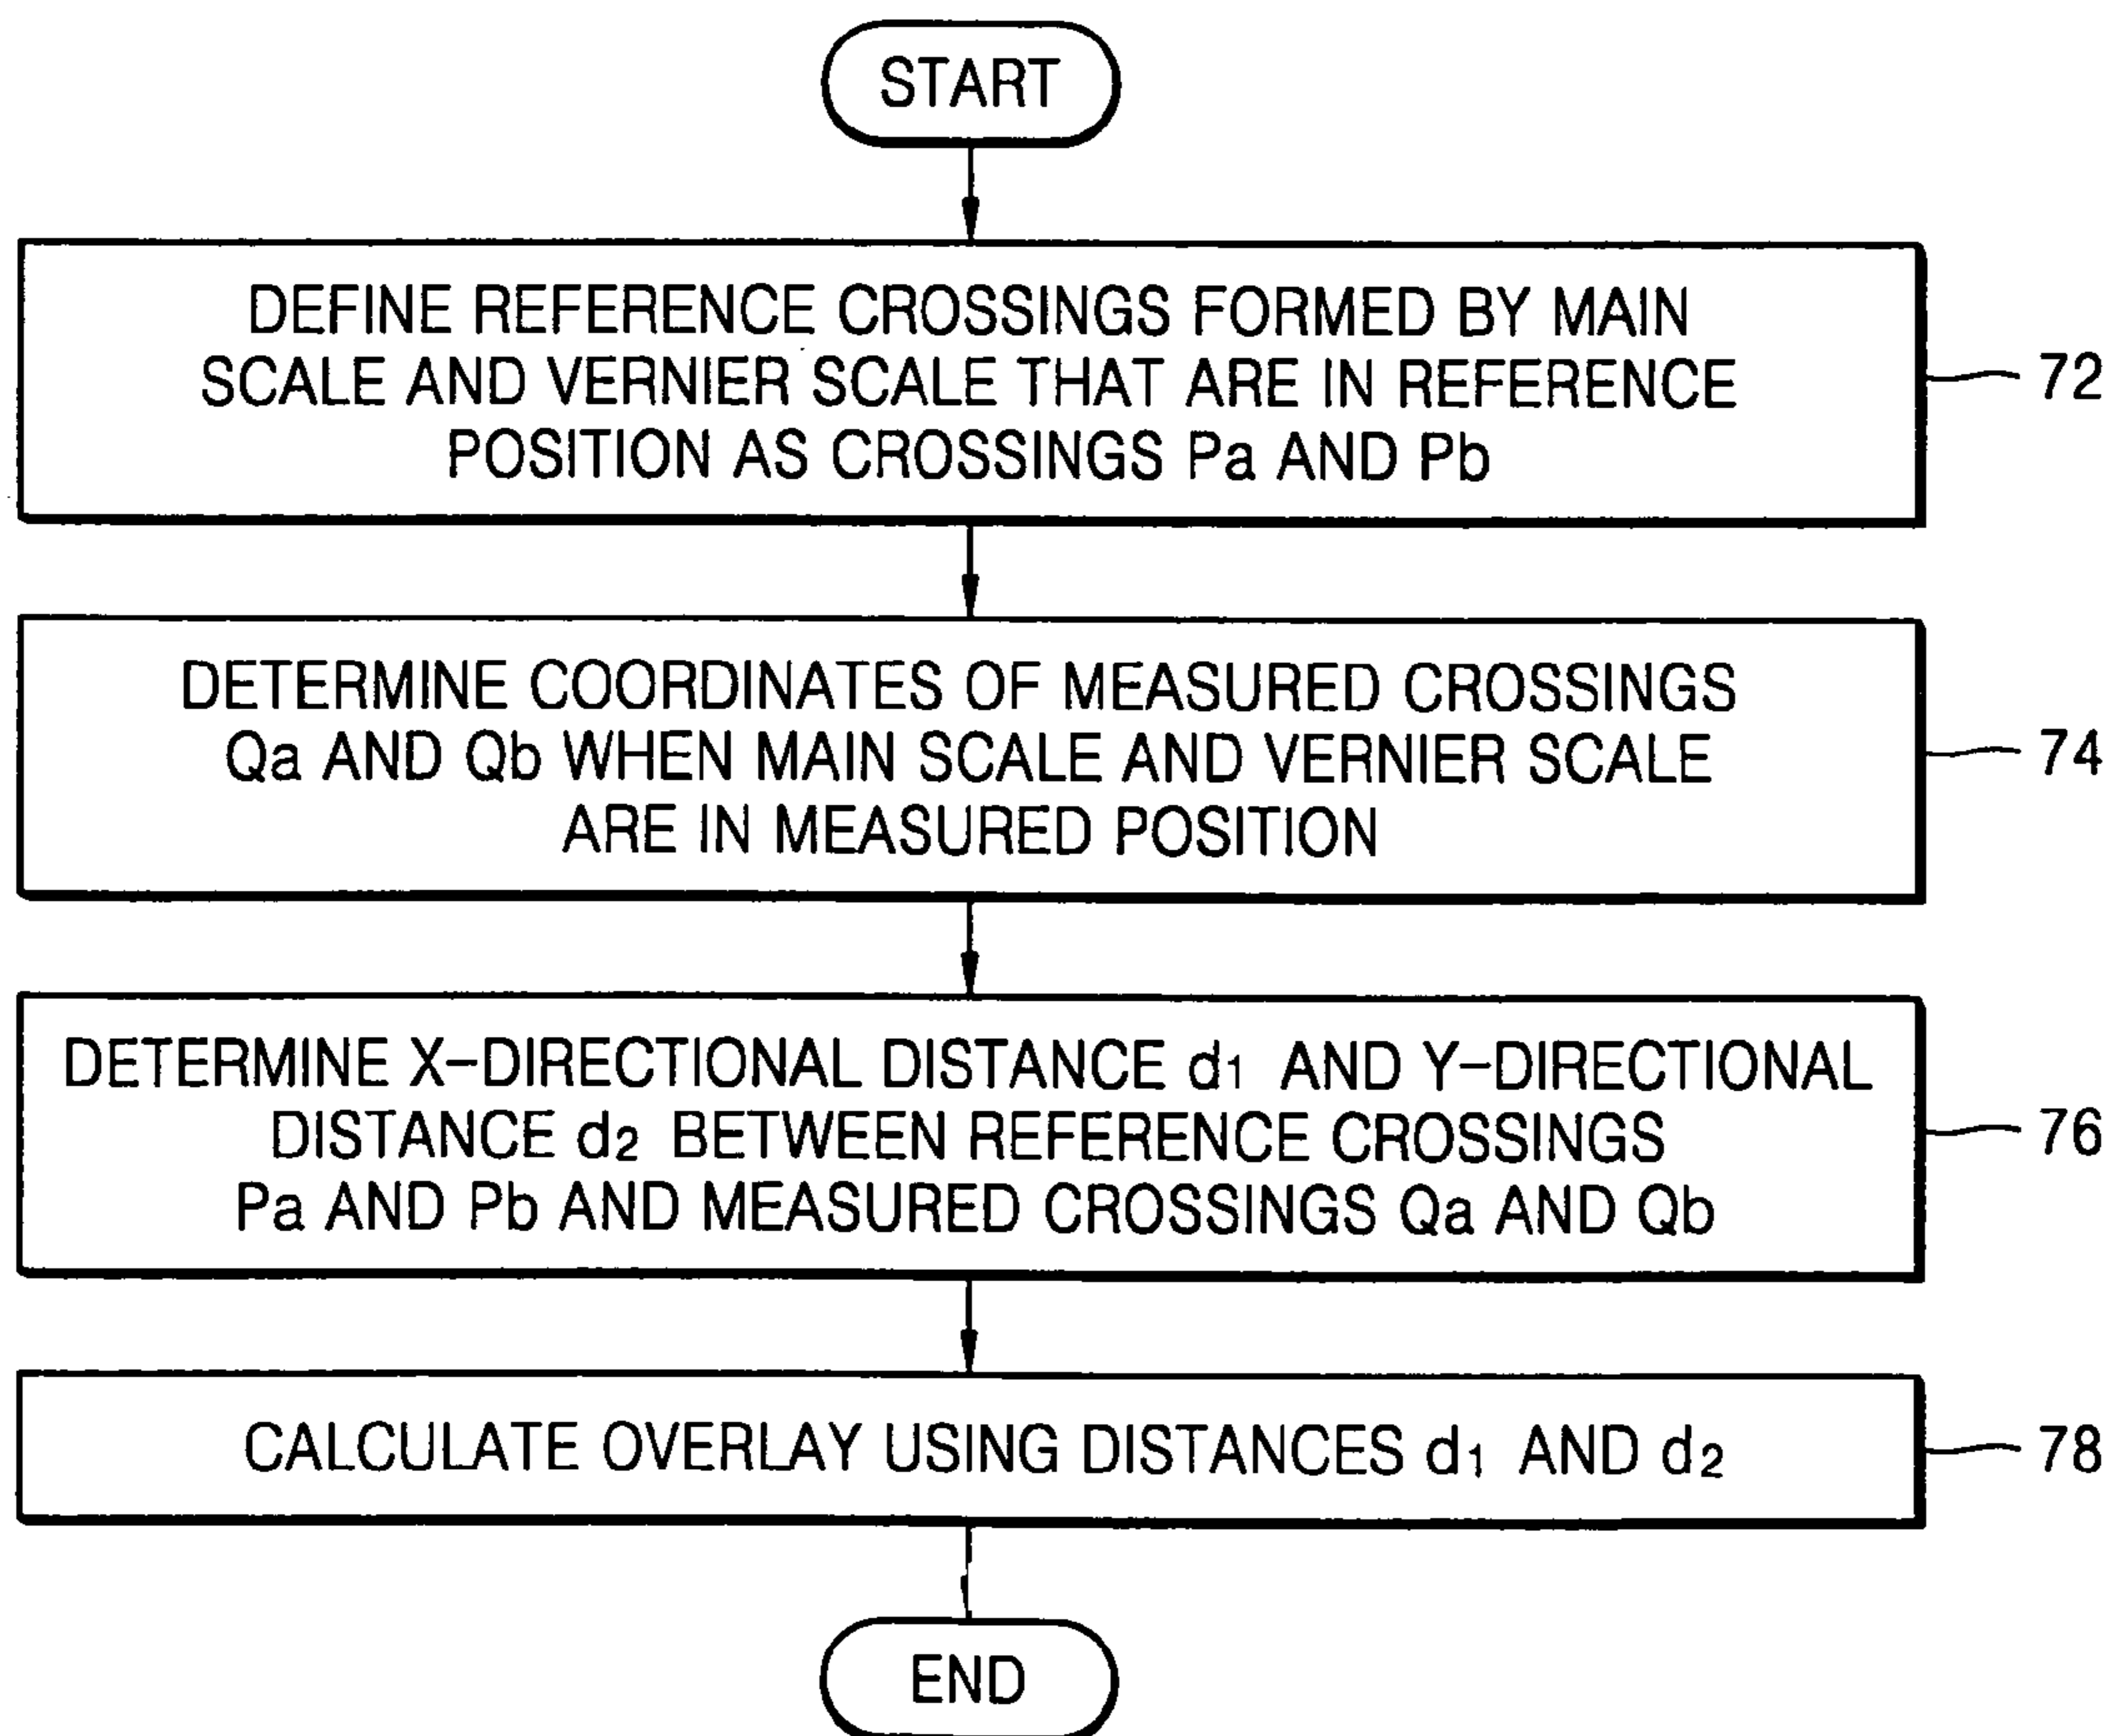 START
DEFINE REFERENCE CROSSINGS FORMED BY MAIN
SCALE AND VERNIER SCALE THAT ARE IN REFERENCE
POSITION AS CROSSINGS Pa AND Pb
72
DETERMINE COORDINATES OF MEASURED CROSSINGS
Qa AND Qb WHEN MAIN SCALE AND VERNIER SCALE
ARE IN MEASURED POSITION
74
DETERMINE X-DIRECTIONAL DISTANCE d1 AND Y-DIRECTIONAL
DISTANCE d2 BETWEEN REFERENCE CROSSINGS
Pa AND Pb AND MEASURED CROSSINGS Qa AND Qb
76
CALCULATE OVERLAY USING DISTANCES d1 AND d2
78
END